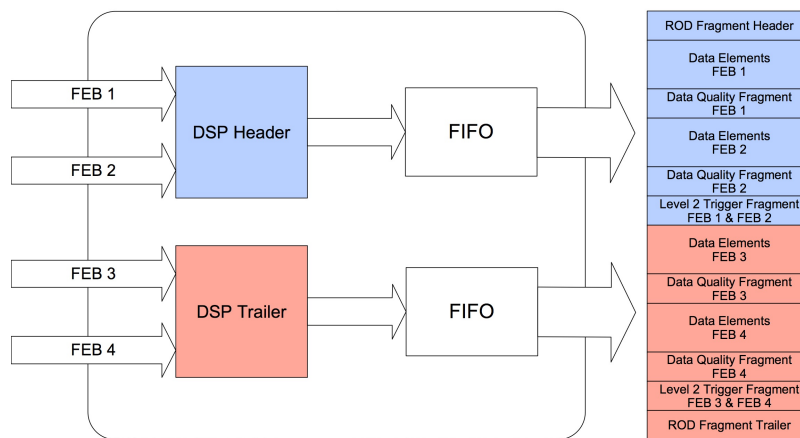 FEB 1
FEB 2
DSP Header
FIFO
FEB 3
FEB 4
DSP Trailer
FIFO
ROD Fragment Header
Data Elements
FEB 1
Data Quality Fragment
FEB 1
Data Elements
FEB 2
Data Quality Fragment
FEB 2
Level 2 Trigger Fragment
FEB 1 & FEB 2
Data Elements
FEB 3
Data Quality Fragment
FEB 3
Data Elements
FEB 4
Data Quality Fragment
FEB 4
Level 2 Trigger Fragment
FEB 3 & FEB 4
ROD Fragment Trailer